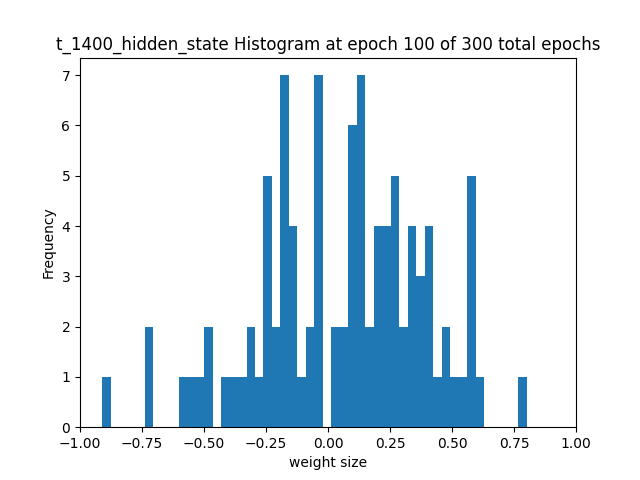 t_1400_hidden_state Histogram at epoch 100 of 300 total epochs
7
6
5
4
3
2
1
0
Frequency
−1.00 −0.75 −0.50 −0.25 0.00 0.25 0.50 0.75 1.00
weight size